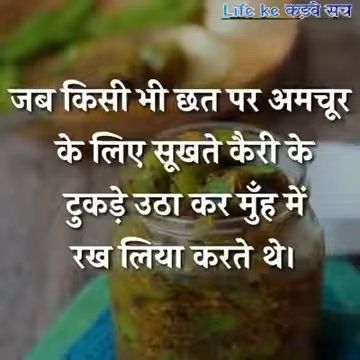 Life ke कड़वे सच
जब किसी भी छत पर अमचूर
के लिए सूखते कैरी के
टुकड़े उठा कर मुँह में
रख लिया करते थे।